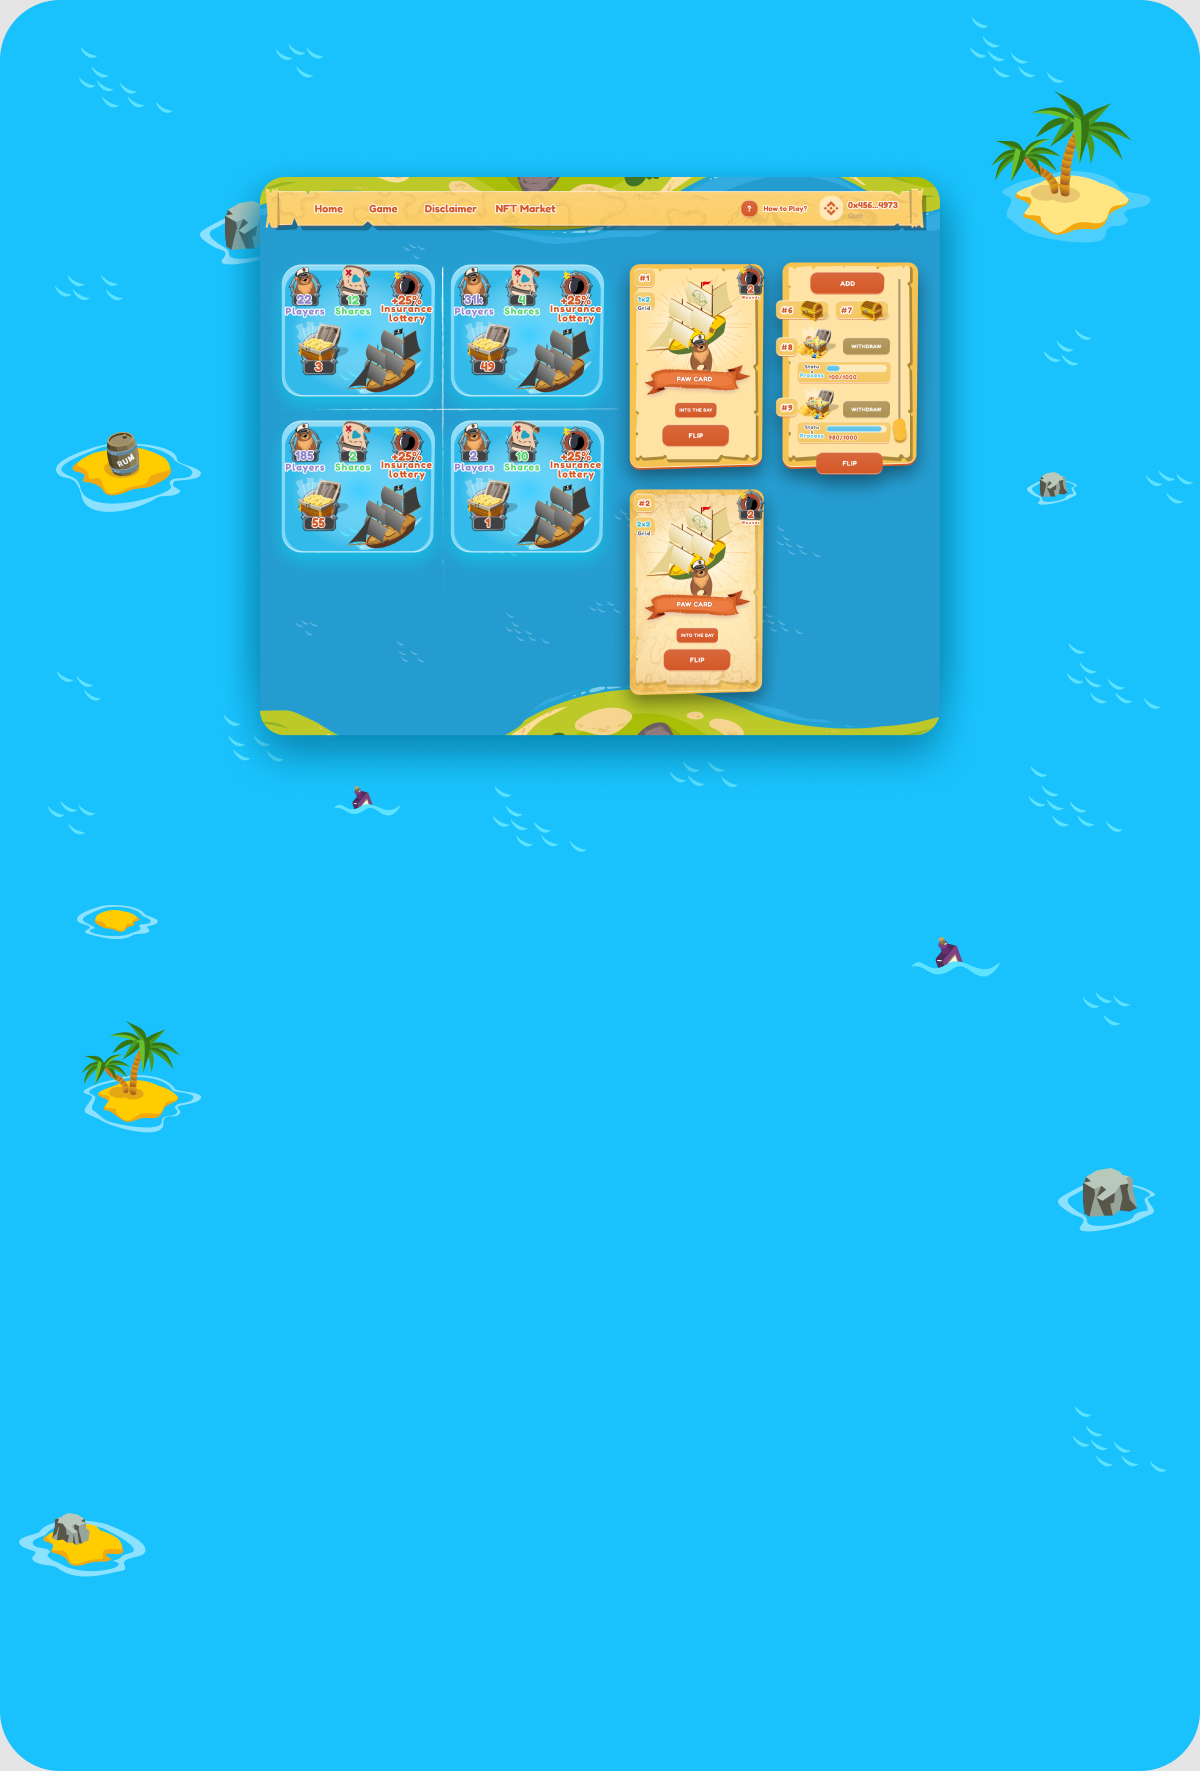 Home Game Disclaimer NFT Market
? How to Play? 0x456...4973
Quit
22 12 +25%
Players Shares Insurance
lottery
3
31k 4 +25%
Players Shares Insurance
lottery
49
185 2 +25%
Players Shares Insurance
lottery
55
2 10 +25%
Players Shares Insurance
lottery
1
#1
2
Wounds
1x2
Grid
PAW CARD
INTO THE BAY
FLIP
ADD
#6 #7
#8 WITHDRAW
Statu
Process 100/1000
#9 WITHDRAW
Statu
Process 980/1000
FLIP
#2
2
Wounds
2x2
Grid
PAW CARD
INTO THE BAY
FLIP
RUM